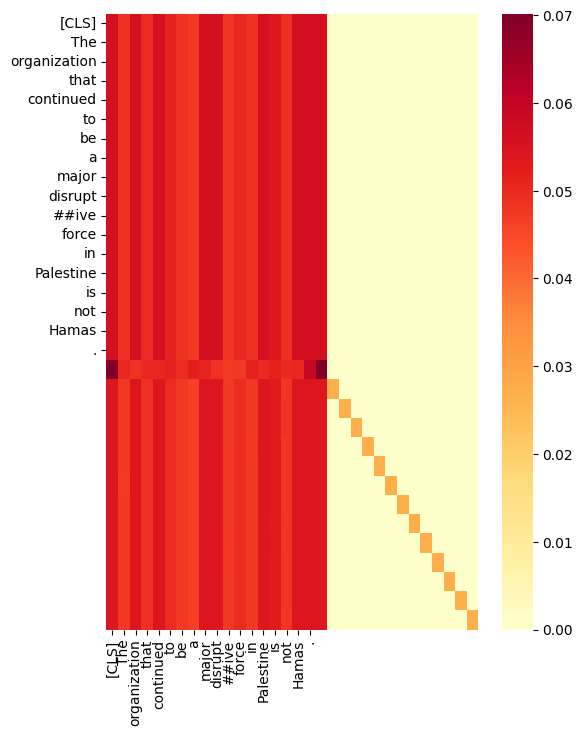 [CLS]
The
organization
that
continued
to
be
a
major
disrupt
##ive
force
in
Palestine
is
not
Hamas
.
0.07
0.06
0.05
0.04
0.03
0.02
0.01
0.00
[CLS]
The
organization
that
continued
to
be
a
major
disrupt
##ive
force
in
Palestine
is
not
Hamas
.